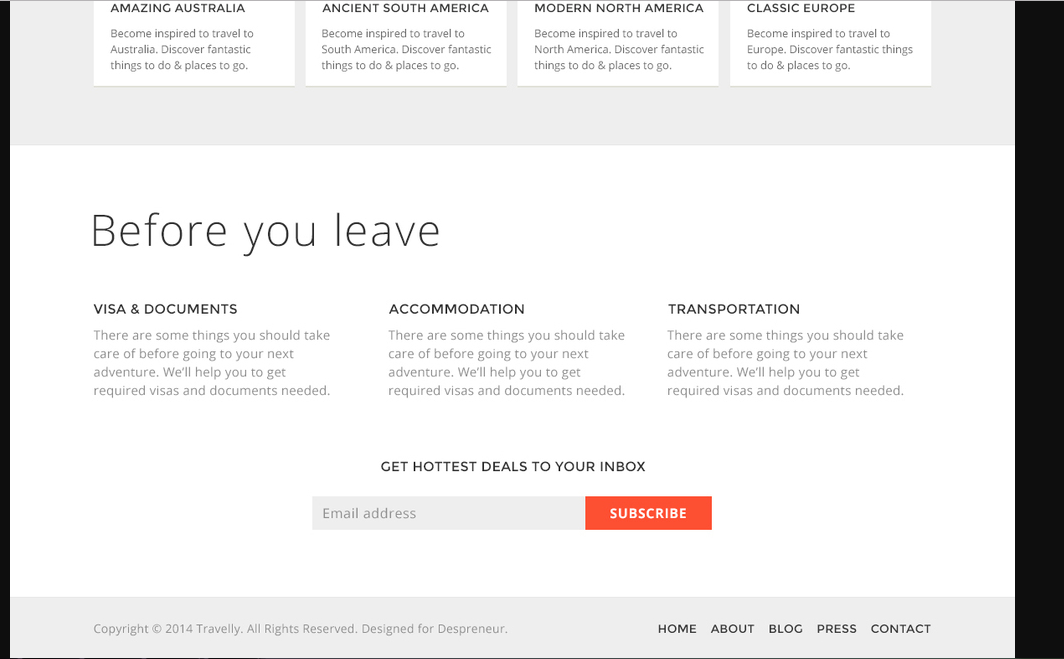 AMAZING AUSTRALIA
Become inspired to travel to
Australia. Discover fantastic
things to do & places to go.
ANCIENT SOUTH AMERICA
Become inspired to travel to
South America. Discover fantastic
things to do & places to go.
MODERN NORTH AMERICA
Become inspired to travel to
North America. Discover fantastic
things to do & places to go.
CLASSIC EUROPE
Become inspired to travel to
Europe. Discover fantastic things
to do & places to go.
Before you leave
VISA & DOCUMENTS
There are some things you should take
care of before going to your next
adventure. We’ll help you to get
required visas and documents needed.
ACCOMMODATION
There are some things you should take
care of before going to your next
adventure. We’ll help you to get
required visas and documents needed.
TRANSPORTATION
There are some things you should take
care of before going to your next
adventure. We’ll help you to get
required visas and documents needed.
GET HOTTEST DEALS TO YOUR INBOX
Email address
SUBSCRIBE
Copyright © 2014 Travelly. All Rights Reserved. Designed for Despreneur.
HOME ABOUT BLOG PRESS CONTACT